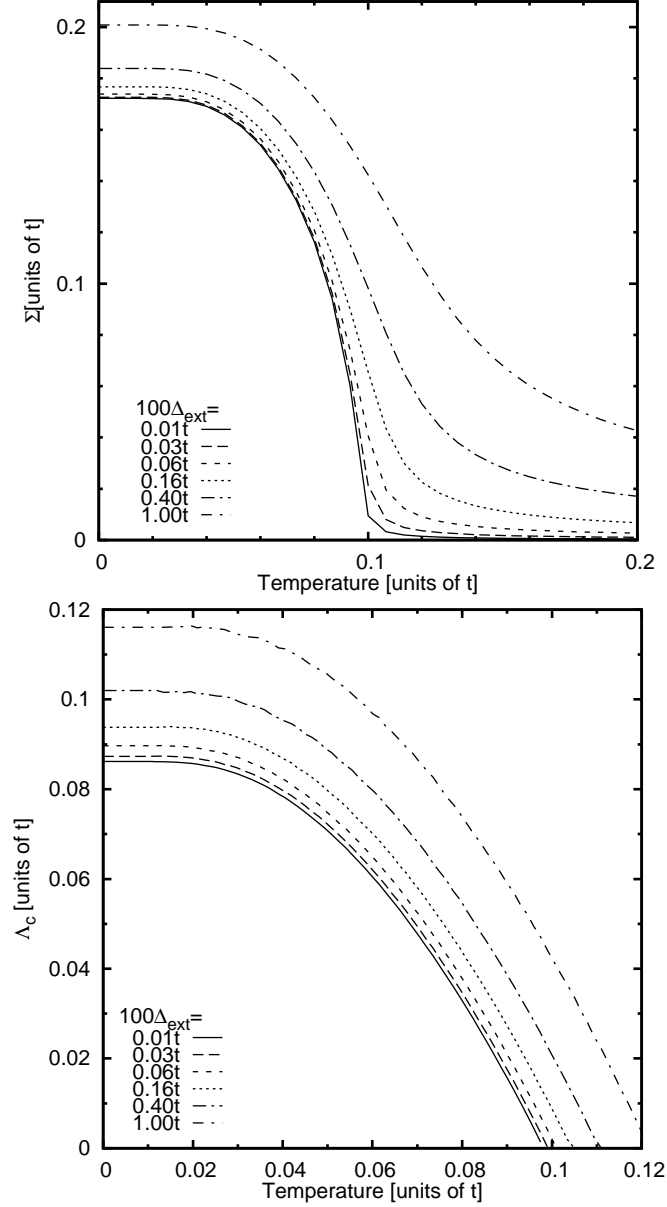 0.2
0.1
0
Σ[units of t]
100Δext=
0.01t
0.03t
0.06t
0.16t
0.40t
1.00t
0 0.1 0.2
Temperature [units of t]
0.12
0.1
0.08
0.06
0.04
0.02
0
Λc [units of t]
100Δext=
0.01t
0.03t
0.06t
0.16t
0.40t
1.00t
0 0.02 0.04 0.06 0.08 0.1 0.12
Temperature [units of t]